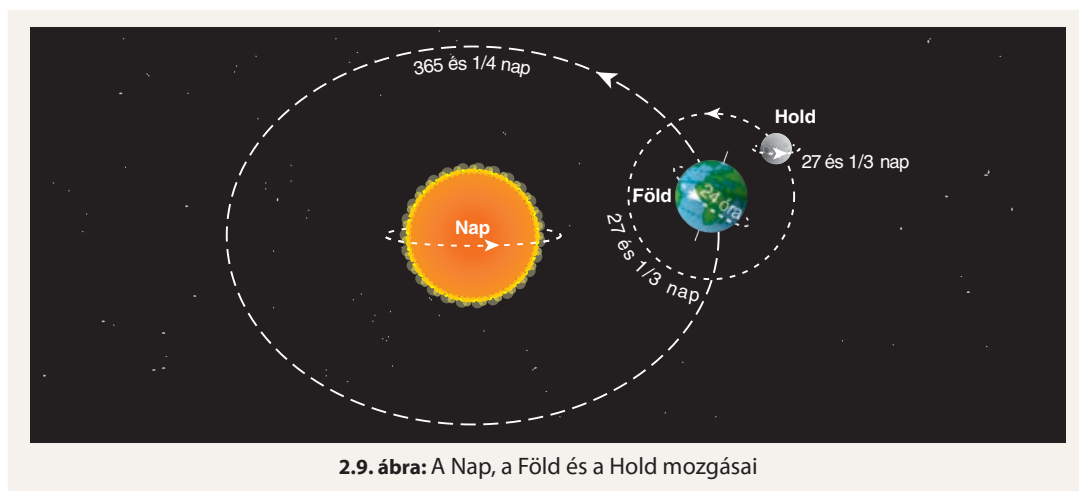 365 és 1/4 nap
Hold
27 és 1/3 nap
Föld
24 óra
Nap
27 és 1/3 nap
2.9. ábra: A Nap, a Föld és a Hold mozgásai